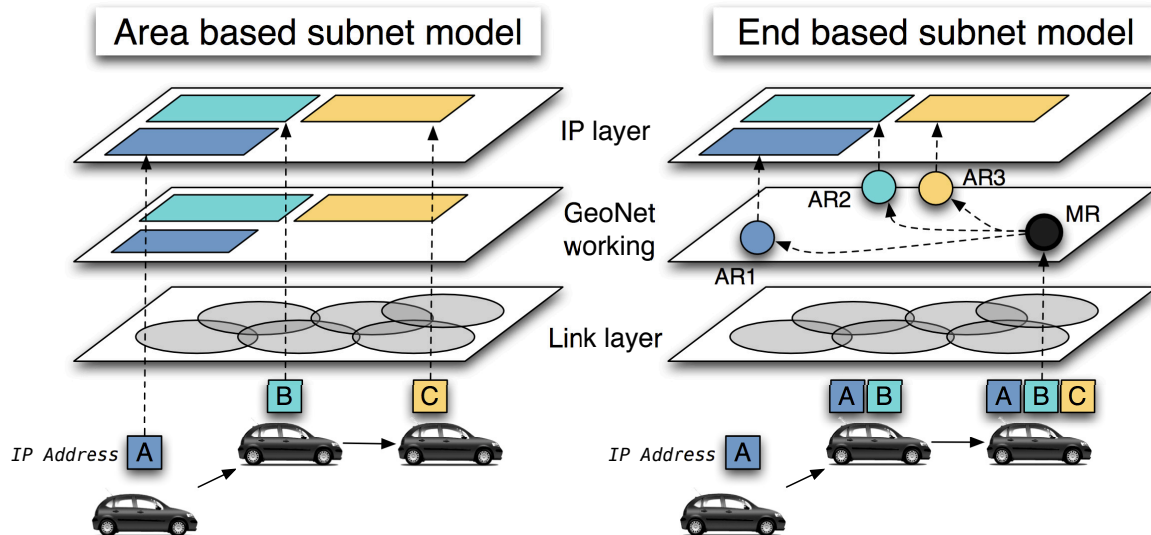 Area based subnet model
End based subnet model
IP layer
GeoNet
working
Link layer
AR1
AR2
AR3
MR
B
C
IP Address A
A B
A B C
IP Address A